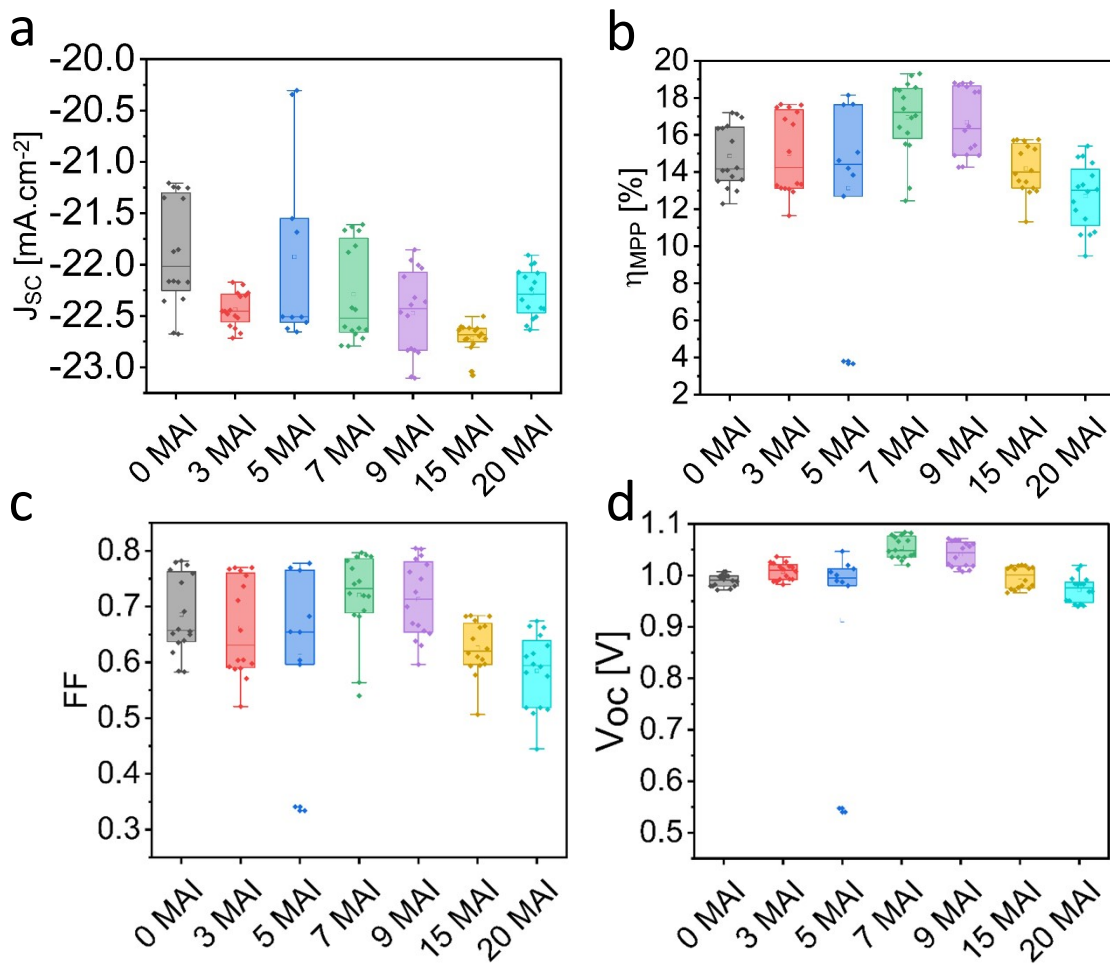 a
-20.0
-20.5
-21.0
-21.5
-22.0
-22.5
-23.0
J_SC [mA.cm⁻²]
0 MAI
3 MAI
5 MAI
7 MAI
9 MAI
15 MAI
20 MAI
b
20
18
16
14
12
10
8
6
4
2
η_MPP [%]
0 MAI
3 MAI
5 MAI
7 MAI
9 MAI
15 MAI
20 MAI
c
0.8
0.7
0.6
0.5
0.4
0.3
FF
0 MAI
3 MAI
5 MAI
7 MAI
9 MAI
15 MAI
20 MAI
d
1.1
1.0
0.9
0.8
0.7
0.6
0.5
Voc [V]
0 MAI
3 MAI
5 MAI
7 MAI
9 MAI
15 MAI
20 MAI